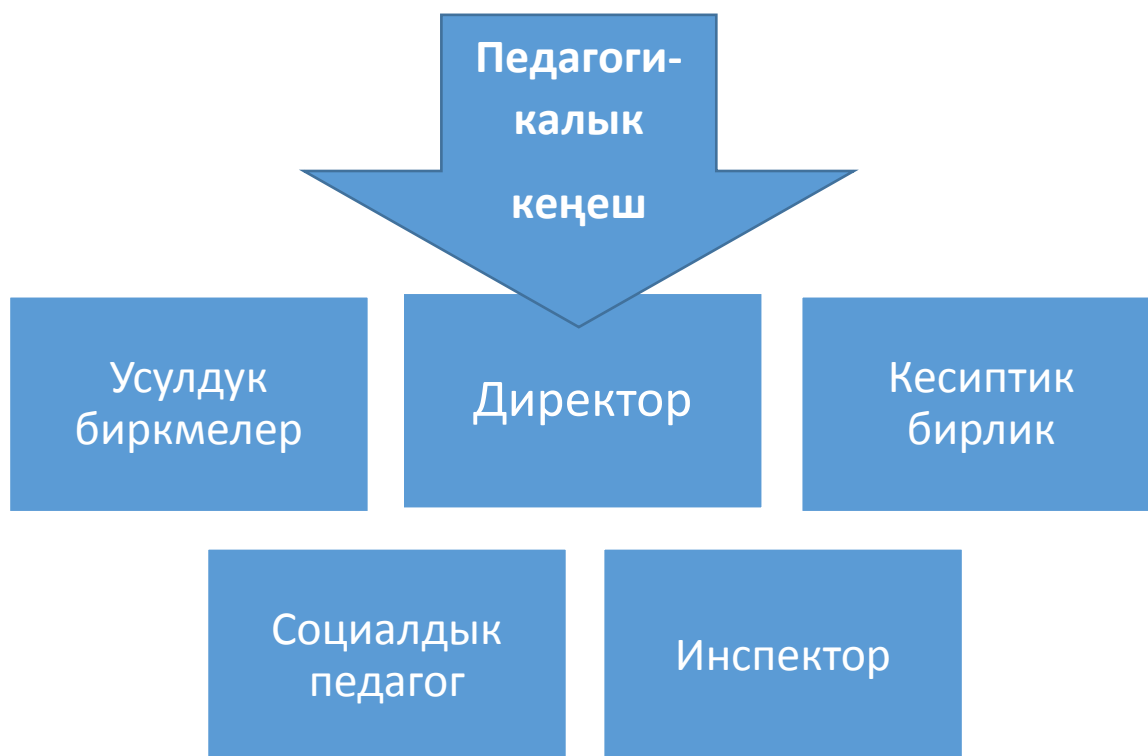 Педагоги-
калык
кеңеш
Усулдук
биркмелер
Директор
Кесиптик
бирлик
Социалдык
педагог
Инспектор